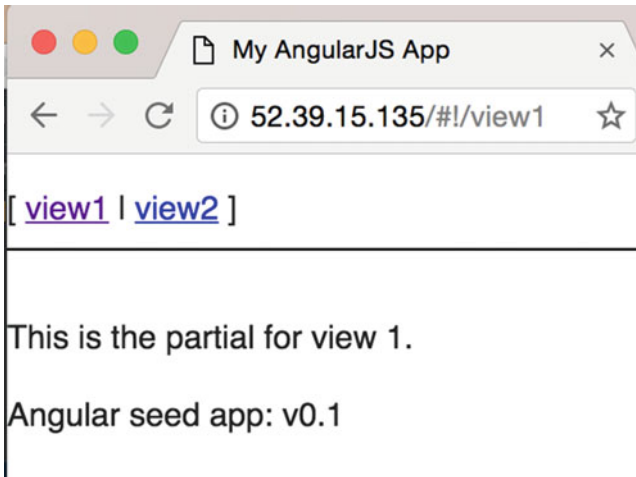 My AngularJS App
52.39.15.135/#!/view1
[ view1 | view2 ]
This is the partial for view 1.
Angular seed app: v0.1